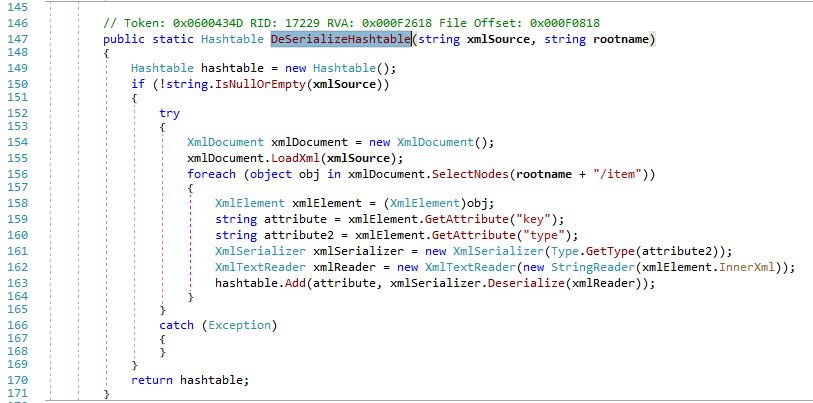 145
146 // Token: 0x0600434D RID: 17229 RVA: 0x000F2618 File Offset: 0x000F0818
147 public static Hashtable DeSerializeHashtable(string xmlSource, string rootname)
148 {
149 Hashtable hashtable = new Hashtable();
150 if (!string.IsNullOrEmpty(xmlSource))
151 {
152 try
153 {
154 XmlDocument xmlDocument = new XmlDocument();
155 xmlDocument.LoadXml(xmlSource);
156 foreach (object obj in xmlDocument.SelectNodes(rootname + "/item"))
157 {
158 XmlElement xmlElement = (XmlElement)obj;
159 string attribute = xmlElement.GetAttribute("key");
160 string attribute2 = xmlElement.GetAttribute("type");
161 XmlSerializer xmlSerializer = new XmlSerializer(Type.GetType(attribute2));
162 XmlTextReader xmlReader = new XmlTextReader(new StringReader(xmlElement.InnerXml));
163 hashtable.Add(attribute, xmlSerializer.Deserialize(xmlReader));
164 }
165 }
166 catch (Exception)
167 {
168 }
169 }
170 return hashtable;
171 }